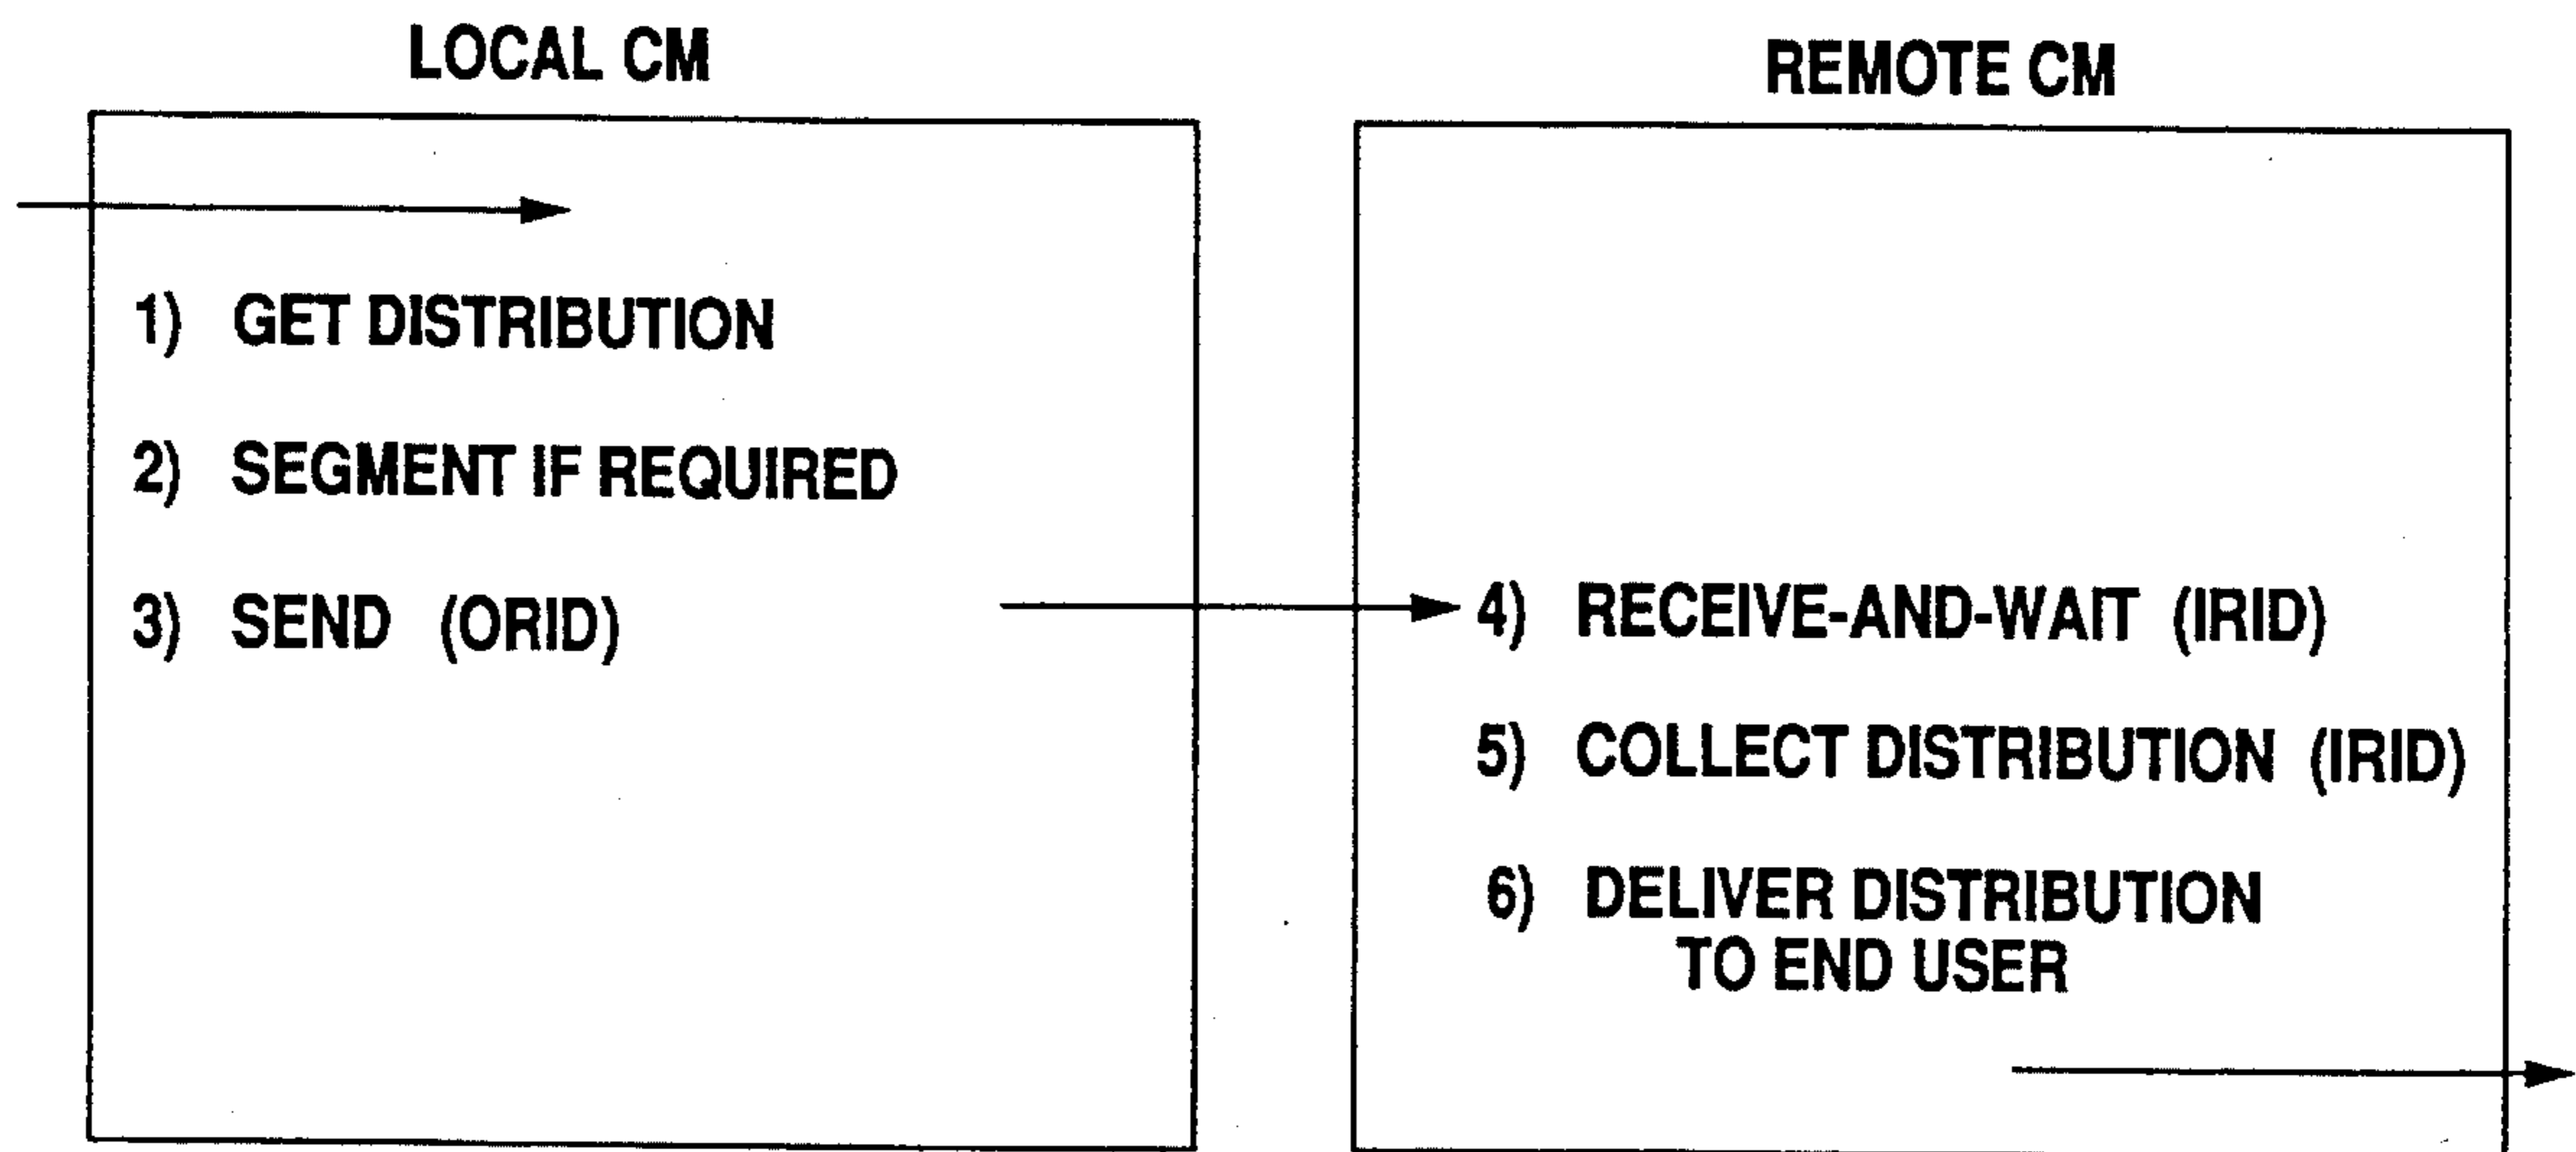 LOCAL CM
1) GET DISTRIBUTION
2) SEGMENT IF REQUIRED
3) SEND (ORID)
REMOTE CM
4) RECEIVE-AND-WAIT (IRID)
5) COLLECT DISTRIBUTION (IRID)
6) DELIVER DISTRIBUTION
TO END USER